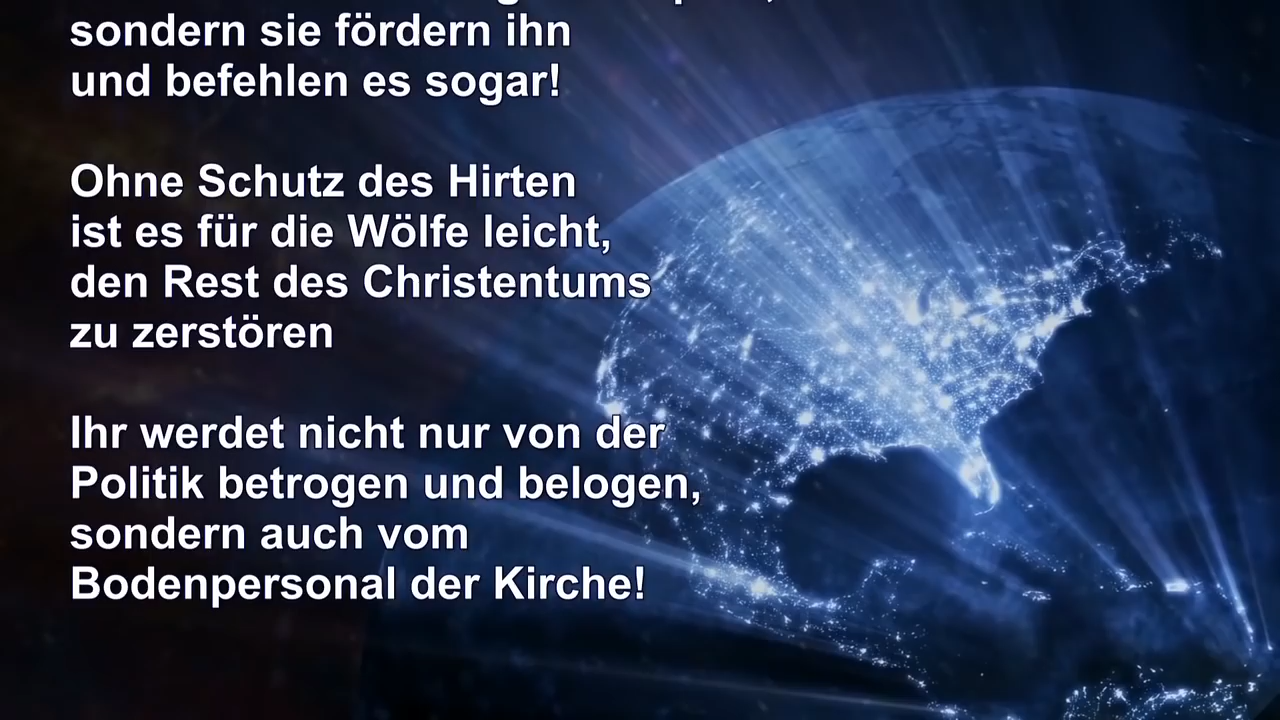 sondern sie fördern ihn
und befehlen es sogar!
Ohne Schutz des Hirten
ist es für die Wölfe leicht,
den Rest des Christentums
zu zerstören
Ihr werdet nicht nur von der
Politik betrogen und belogen,
sondern auch vom
Bodenpersonal der Kirche!